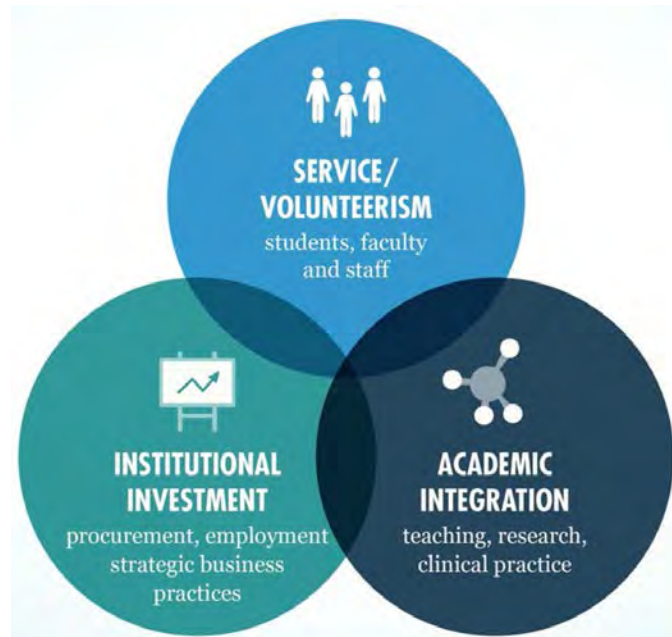 SERVICE/
VOLUNTEERISM
students, faculty
and staff
INSTITUTIONAL
INVESTMENT
procurement, employment
strategic business
practices
ACADEMIC
INTEGRATION
teaching, research,
clinical practice